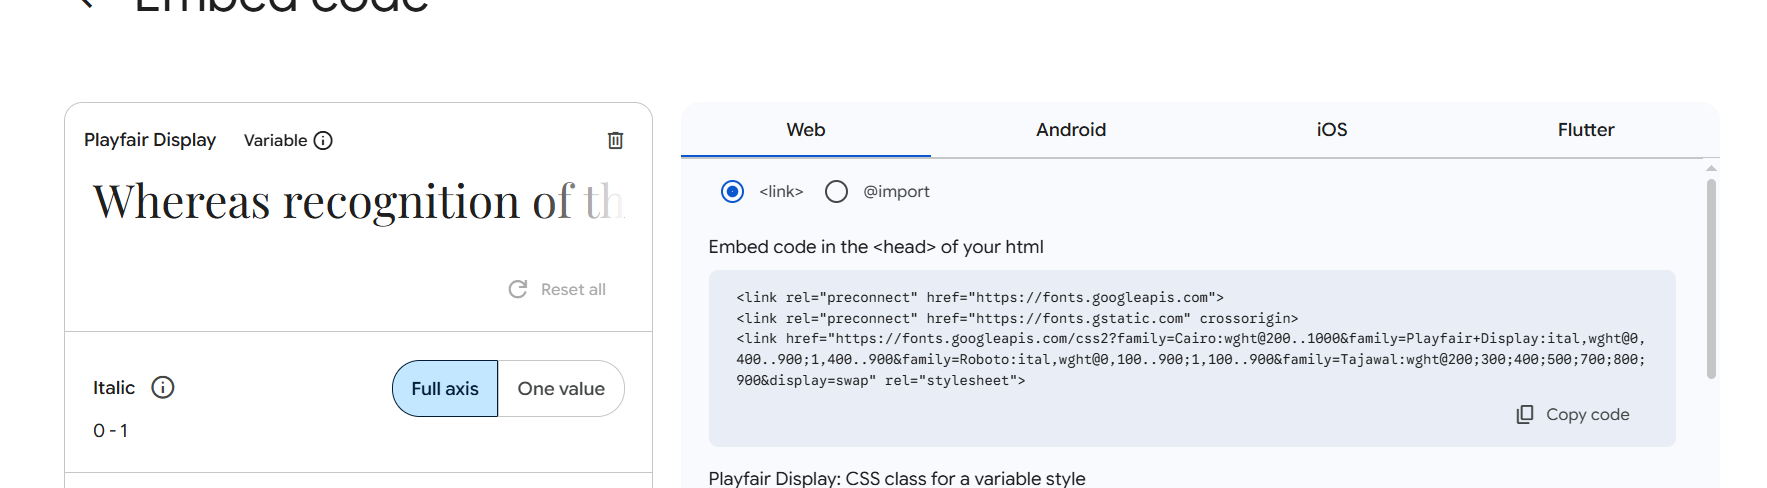 Embed code
Playfair Display Variable
Whereas recognition of th
Reset all
Italic
Full axis One value
0 - 1
Web Android iOS Flutter
<link> @import
Embed code in the <head> of your html
<link rel="preconnect" href="https://fonts.googleapis.com">
<link rel="preconnect" href="https://fonts.gstatic.com" crossorigin>
<link href="https://fonts.googleapis.com/css2?family=Cairo:wght@200..1000&family=Playfair+Display:ital,wght@0,
400..900;1,400..900&family=Roboto:ital,wght@0,100..900;1,100..900&family=Tajawal:wght@200;300;400;500;700;800;
900&display=swap" rel="stylesheet">
Copy code
Playfair Display: CSS class for a variable style